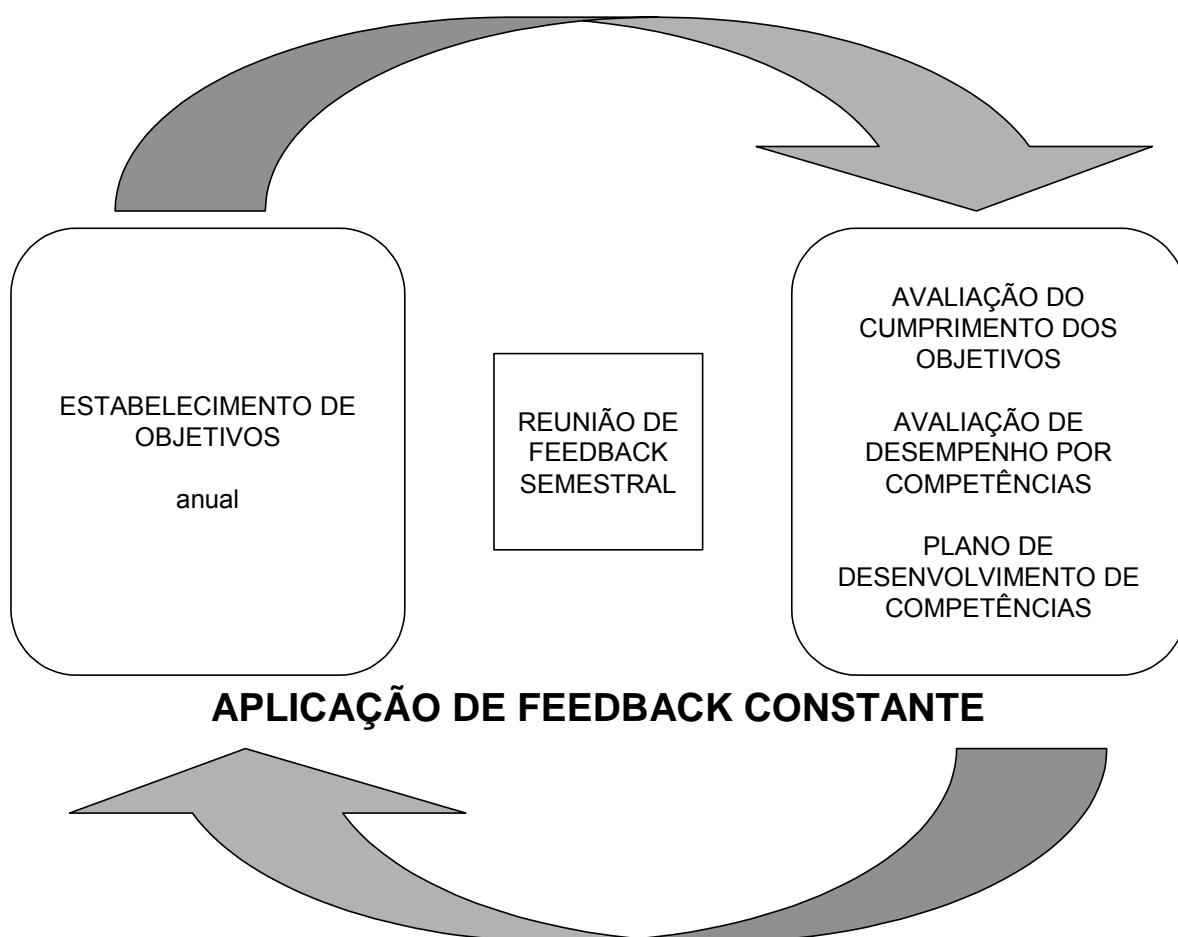 ESTABELECIMENTO DE
OBJETIVOS
anual
REUNIÃO DE
FEEDBACK
SEMESTRAL
AVALIAÇÃO DO
CUMPRIMENTO DOS
OBJETIVOS
AVALIAÇÃO DE
DESEMPENHO POR
COMPETÊNCIAS
PLANO DE
DESENVOLVIMENTO DE
COMPETÊNCIAS
APLICAÇÃO DE FEEDBACK CONSTANTE